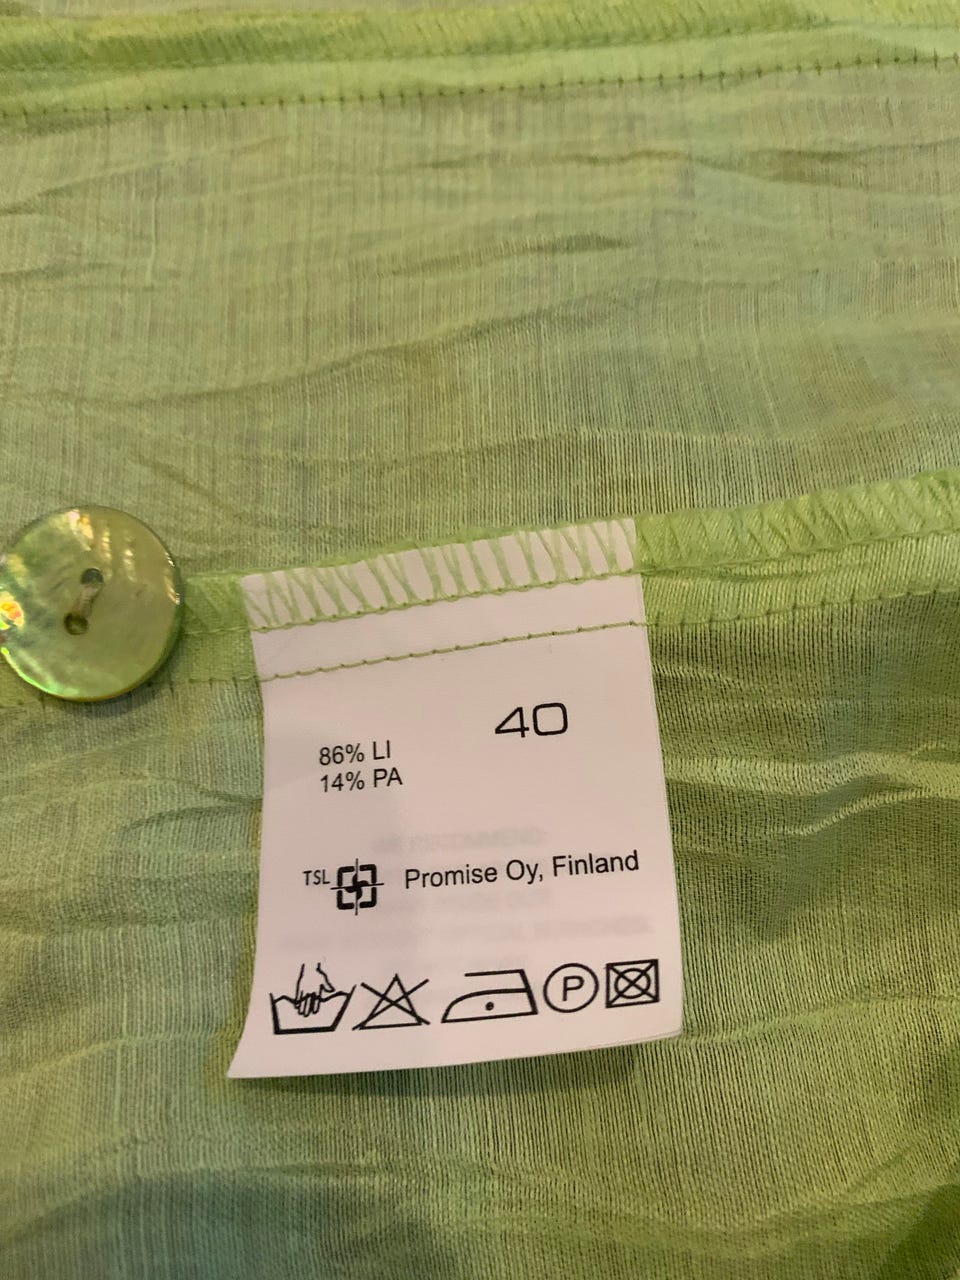 40
86% LI
14% PA
TSL Promise Oy, Finland
P